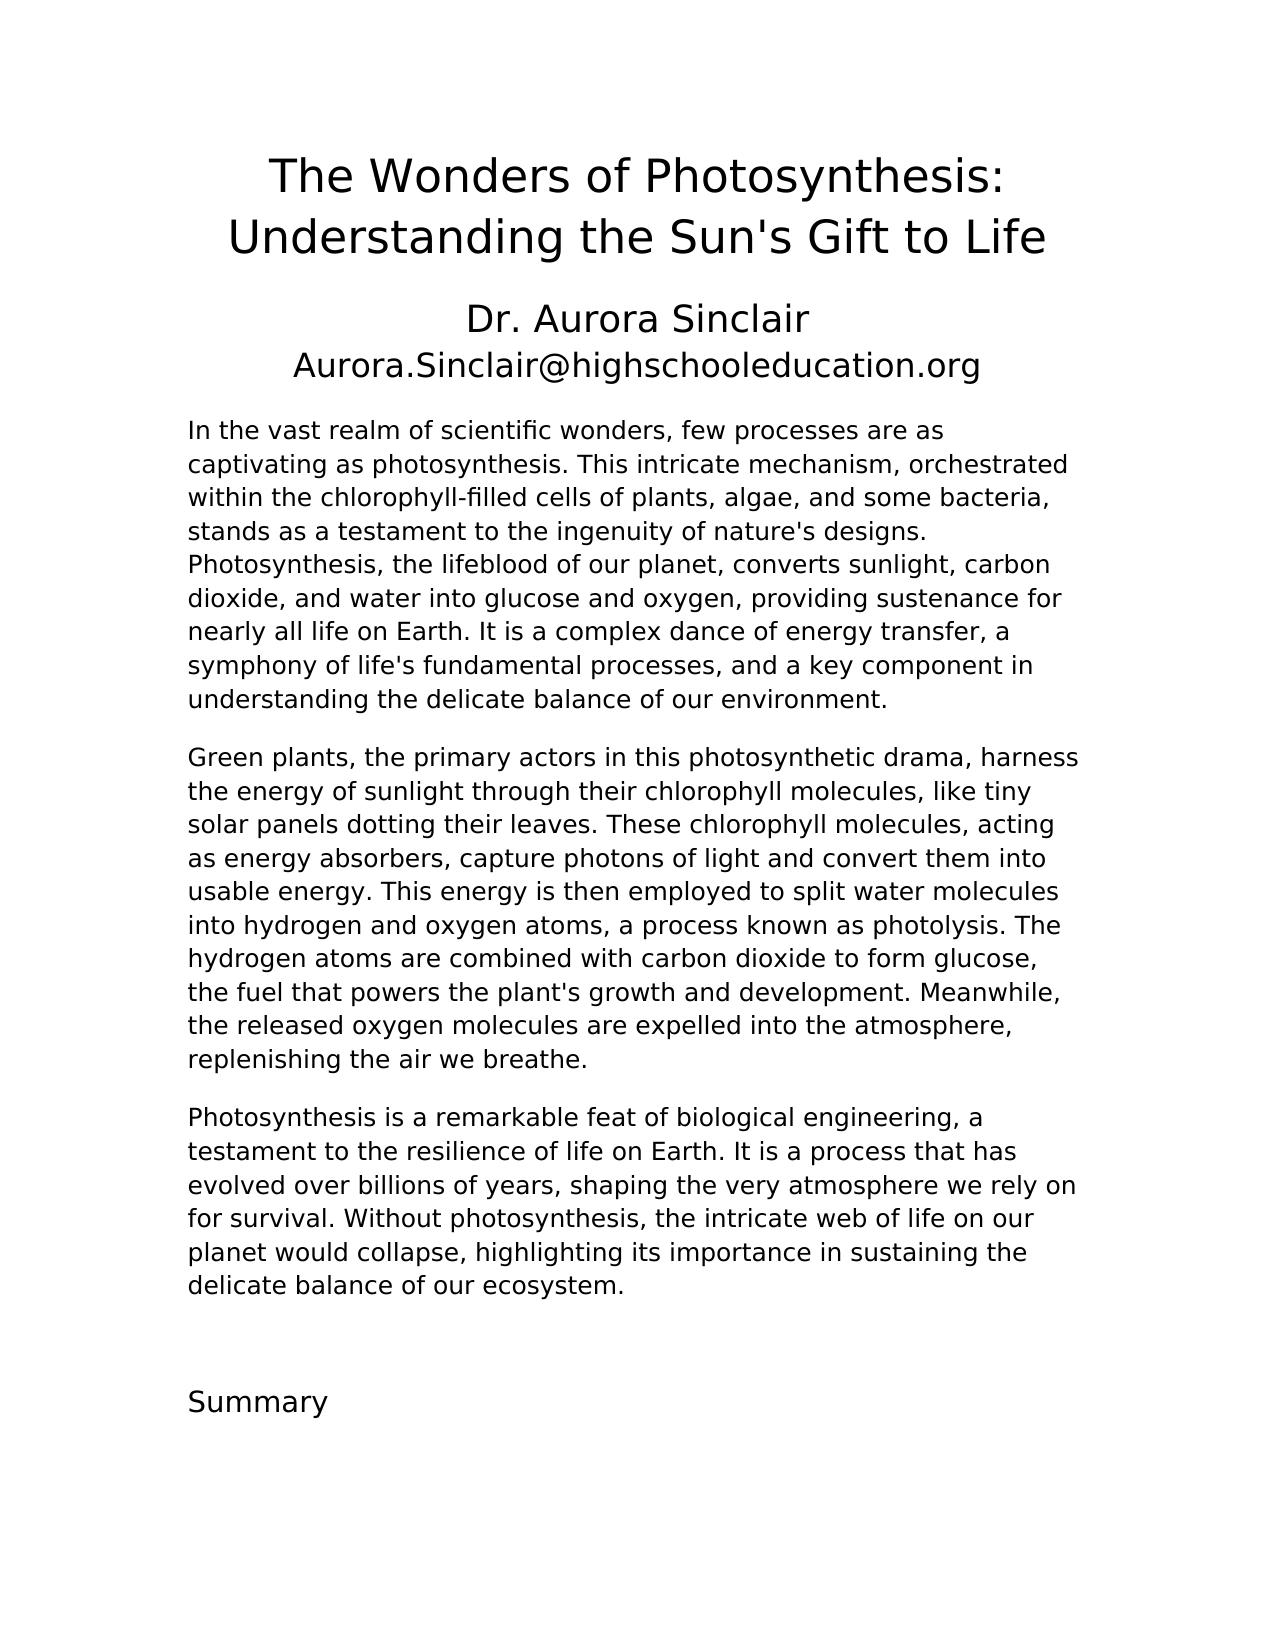 The Wonders of Photosynthesis:
Understanding the Sun's Gift to Life
Dr. Aurora Sinclair
Aurora.Sinclair@highschooleducation.org
In the vast realm of scientific wonders, few processes are as
captivating as photosynthesis. This intricate mechanism, orchestrated
within the chlorophyll-filled cells of plants, algae, and some bacteria,
stands as a testament to the ingenuity of nature's designs.
Photosynthesis, the lifeblood of our planet, converts sunlight, carbon
dioxide, and water into glucose and oxygen, providing sustenance for
nearly all life on Earth. It is a complex dance of energy transfer, a
symphony of life's fundamental processes, and a key component in
understanding the delicate balance of our environment.
Green plants, the primary actors in this photosynthetic drama, harness
the energy of sunlight through their chlorophyll molecules, like tiny
solar panels dotting their leaves. These chlorophyll molecules, acting
as energy absorbers, capture photons of light and convert them into
usable energy. This energy is then employed to split water molecules
into hydrogen and oxygen atoms, a process known as photolysis. The
hydrogen atoms are combined with carbon dioxide to form glucose,
the fuel that powers the plant's growth and development. Meanwhile,
the released oxygen molecules are expelled into the atmosphere,
replenishing the air we breathe.
Photosynthesis is a remarkable feat of biological engineering, a
testament to the resilience of life on Earth. It is a process that has
evolved over billions of years, shaping the very atmosphere we rely on
for survival. Without photosynthesis, the intricate web of life on our
planet would collapse, highlighting its importance in sustaining the
delicate balance of our ecosystem.
Summary